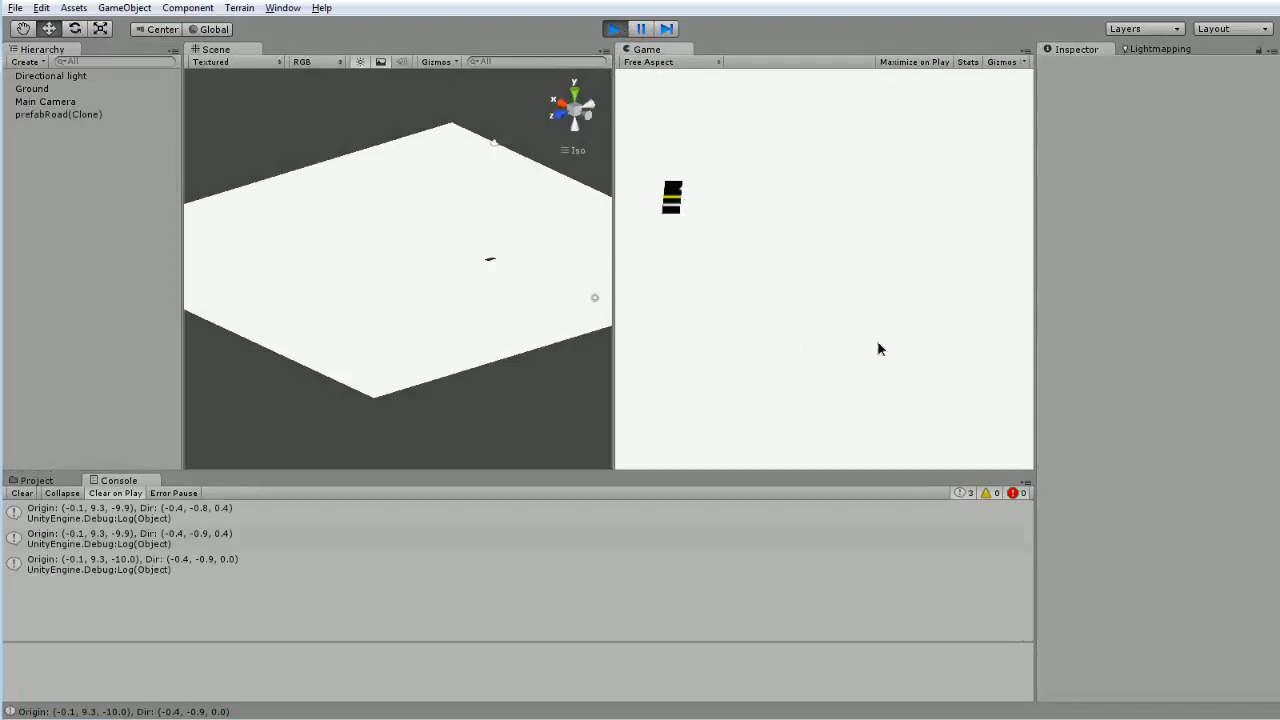 File Edit Assets GameObject Component Terrain Window Help
Center Global Layers Layout
Hierarchy Scene Game Inspector Lightmapping
Create All Textured RGB Gizmos All Free Aspect Maximize on Play Stats Gizmos
Directional light
Ground
Main Camera
prefabRoad(Clone)
y
x
z
Iso
Project Console
Clear Collapse Clear on Play Error Pause 3 0 0
Origin: (-0.1, 9.3, -9.9), Dir: (-0.4, -0.8, 0.4)
UnityEngine.Debug:Log(Object)
Origin: (-0.1, 9.3, -9.9), Dir: (-0.4, -0.9, 0.4)
UnityEngine.Debug:Log(Object)
Origin: (-0.1, 9.3, -10.0), Dir: (-0.4, -0.9, 0.0)
UnityEngine.Debug:Log(Object)
Origin: (-0.1, 9.3, -10.0), Dir: (-0.4, -0.9, 0.0)